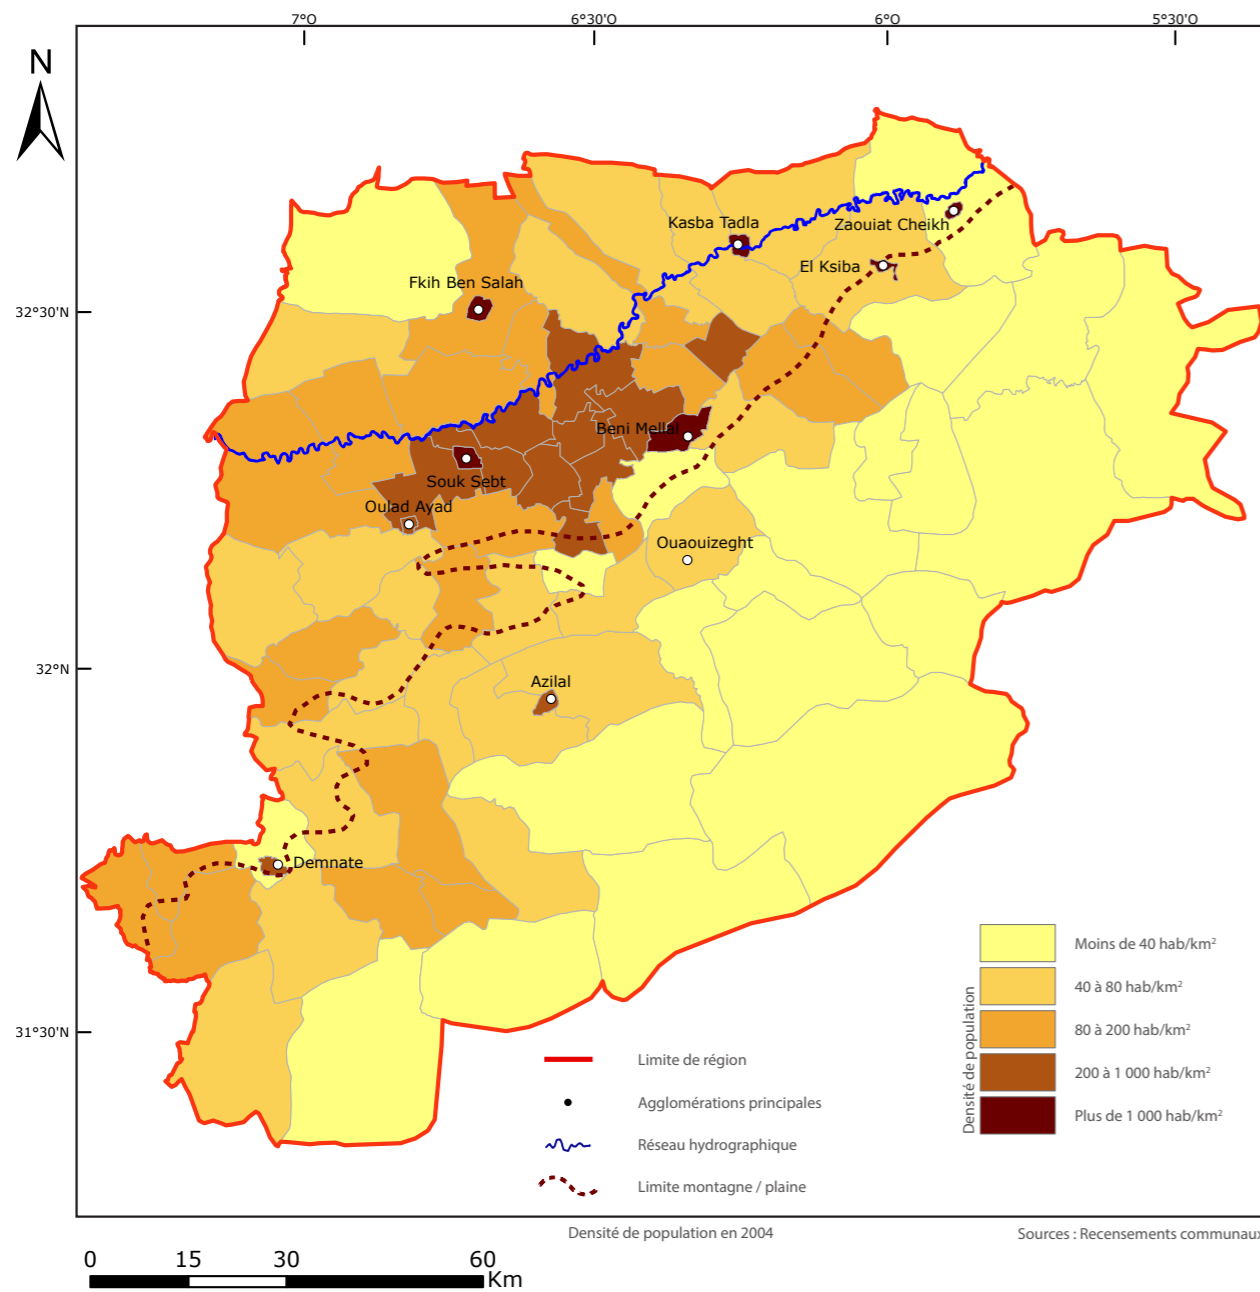 7°O
6°30'O
6°O
5°30'O
N
Kasba Tadla
Zaouiat Cheikh
El Ksiba
Fkih Ben Salah
32°30'N
Beni Mellal
Souk Sebt
Oulad Ayad
Ouaouizeght
32°N
Azilal
Demnate
31°30'N
Densité de population
Moins de 40 hab/km²
40 à 80 hab/km²
80 à 200 hab/km²
200 à 1 000 hab/km²
Plus de 1 000 hab/km²
Limite de région
Agglomérations principales
Réseau hydrographique
Limite montagne / plaine
Densité de population en 2004
Sources : Recensements communaux
0 15 30 60
Km